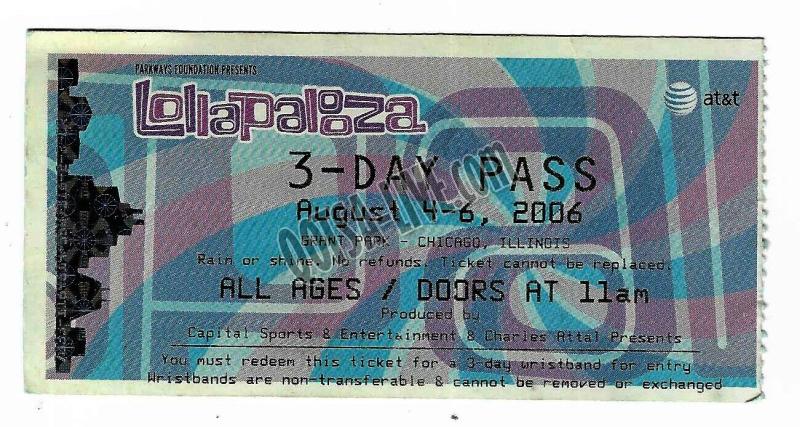 PARKWAYS FOUNDATION PRESENTS
Lollapalooza
at&t
3-DAY PASS
August 4-6, 2006
GRANT PARK - CHICAGO, ILLINOIS
Rain or shine. No refunds. Ticket cannot be replaced.
ALL AGES / DOORS AT 11am
Produced by
Capital Sports & Entertainment & Charles Attal Presents
You must redeem this ticket for a 3-day wristband for entry
Wristbands are non-transferable & cannot be removed or exchanged